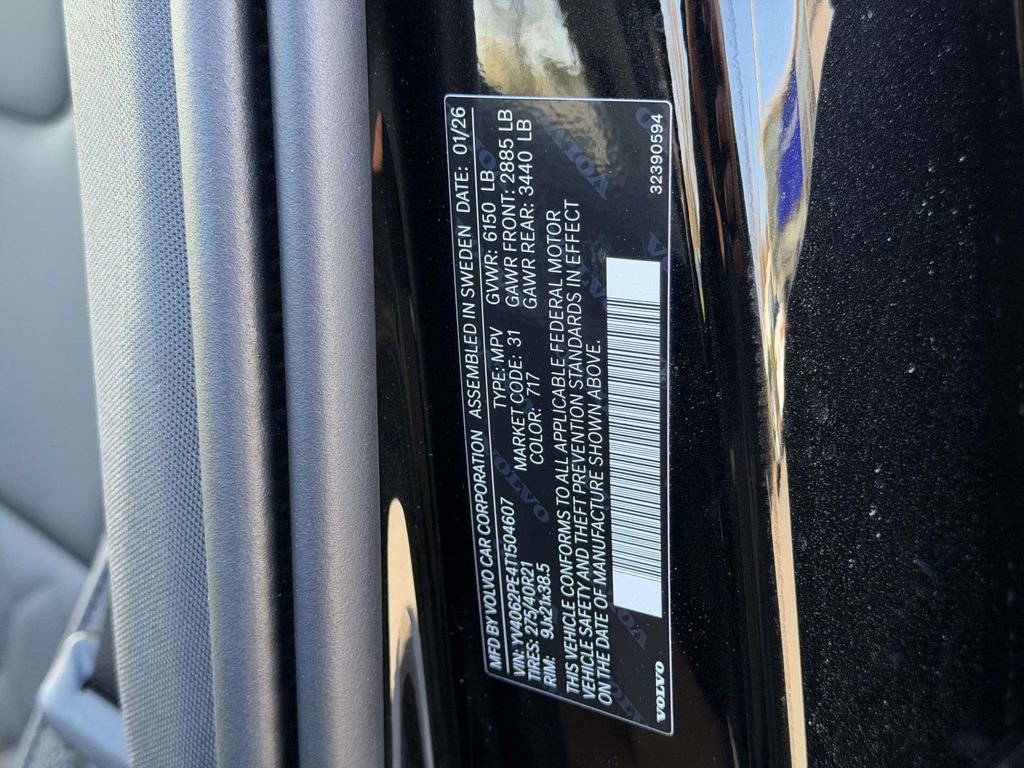 MFD BY VOLVO CAR CORPORATION ASSEMBLED IN SWEDEN DATE: 01/26
VIN: YV4062PE4T1504607 TYPE: MPV GVWR: 6150 LB
TIRES: 275/40R21 MARKET CODE: 31 GAWR FRONT: 2885 LB
RIM: 9Jx21x38.5 COLOR: 717 GAWR REAR: 3440 LB
THIS VEHICLE CONFORMS TO ALL APPLICABLE FEDERAL MOTOR
VEHICLE SAFETY AND THEFT PREVENTION STANDARDS IN EFFECT
ON THE DATE OF MANUFACTURE SHOWN ABOVE.
VOLVO 32390594